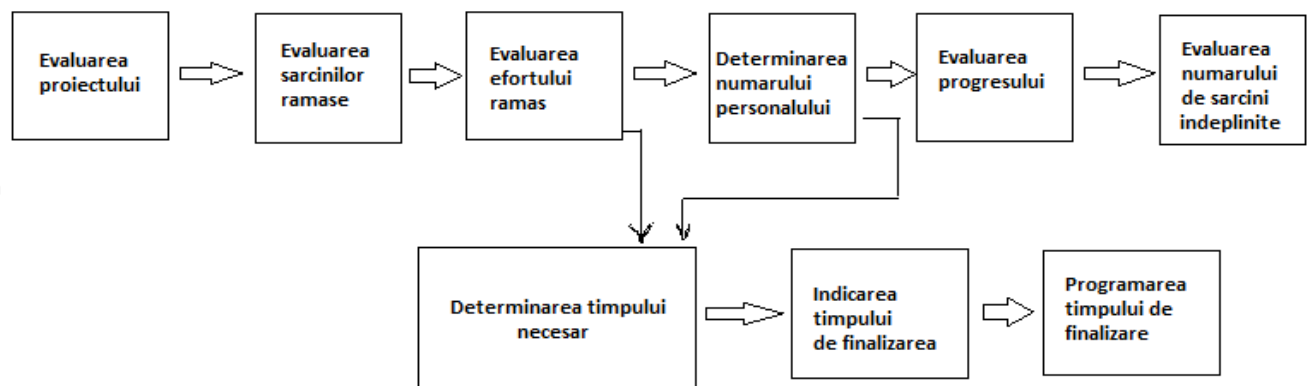 Evaluarea
proiectului
Evaluarea
sarcinilor
ramase
Evaluarea
efortului
ramas
Determinarea
numarului
personalului
Evaluarea
progresului
Evaluarea
numarului
de sarcini
indeplinite
Determinarea timpului
necesar
Indicarea
timpului
de finalizarea
Programarea
timpului de
finalizare